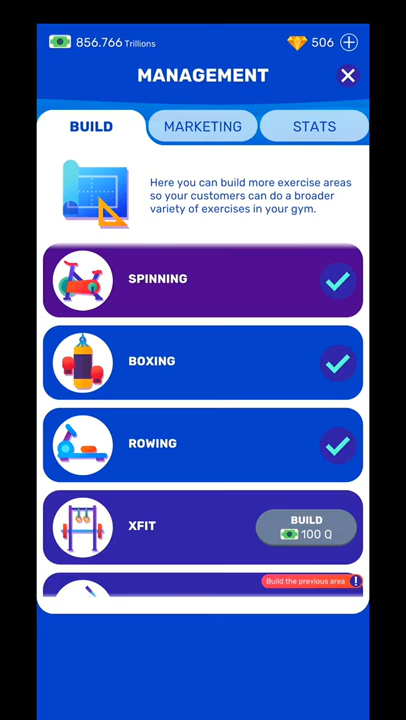 856.766 Trillions
506
MANAGEMENT
BUILD
MARKETING
STATS
Here you can build more exercise areas
so your customers can do a broader
variety of exercises in your gym.
SPINNING
BOXING
ROWING
XFIT
BUILD
100 Q
Build the previous area
!